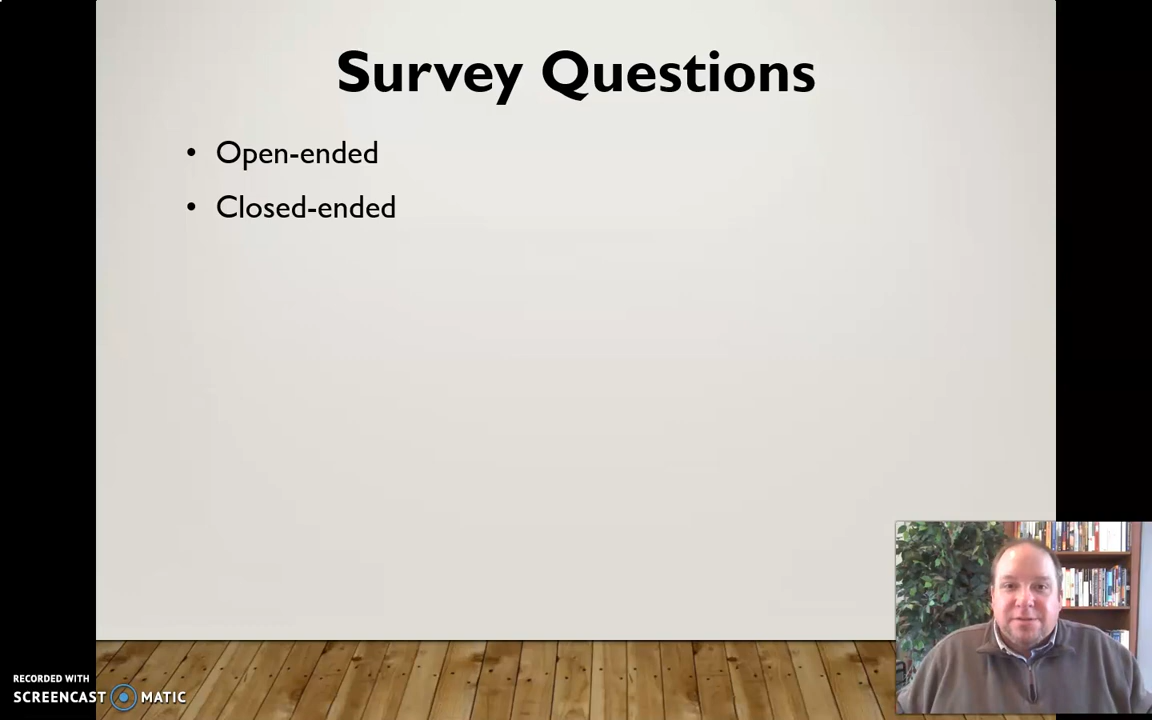 Survey Questions
• Open-ended
• Closed-ended
RECORDED WITH
SCREENCAST MATIC